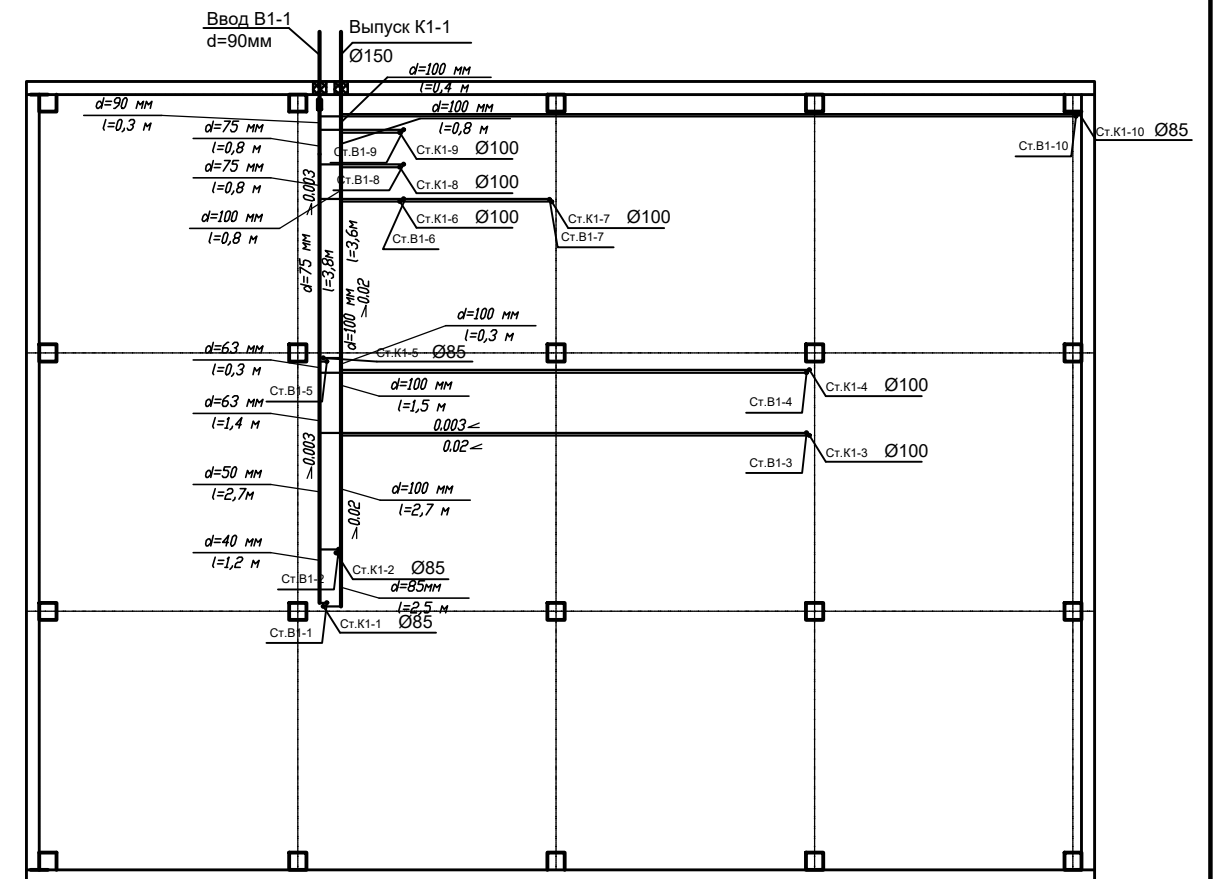 Ввод В1-1
d=90мм
Выпуск К1-1
Ø150
d=100 мм
l=0,4 м
d=90 мм
l=0,3 м
d=100 мм
l=0,8 м
d=75 мм
l=0,8 м
Ст.В1-9
Ст.К1-9 Ø100
Ст.В1-10
Ст.К1-10 Ø85
d=75 мм
l=0,8 м
>0.003
Ст.В1-8
Ст.К1-8 Ø100
d=100 мм
l=0,8 м
Ст.К1-6 Ø100
Ст.В1-6
Ст.К1-7 Ø100
Ст.В1-7
d=75 мм
l=3,8м
l=3,6м
d=100 мм
>0.02
d=100 мм
l=0,3 м
d=63 мм
l=0,3 м
Ст.К1-5 Ø85
Ст.В1-5
d=100 мм
l=1,5 м
Ст.В1-4
Ст.К1-4 Ø100
d=63 мм
l=1,4 м
0.003<
0.02<
>0.003
Ст.В1-3
Ст.К1-3 Ø100
d=50 мм
l=2,7м
d=100 мм
l=2,7 м
>0.02
d=40 мм
l=1,2 м
Ст.В1-2
Ст.К1-2 Ø85
d=85мм
l=2,5 м
Ст.В1-1
Ст.К1-1 Ø85